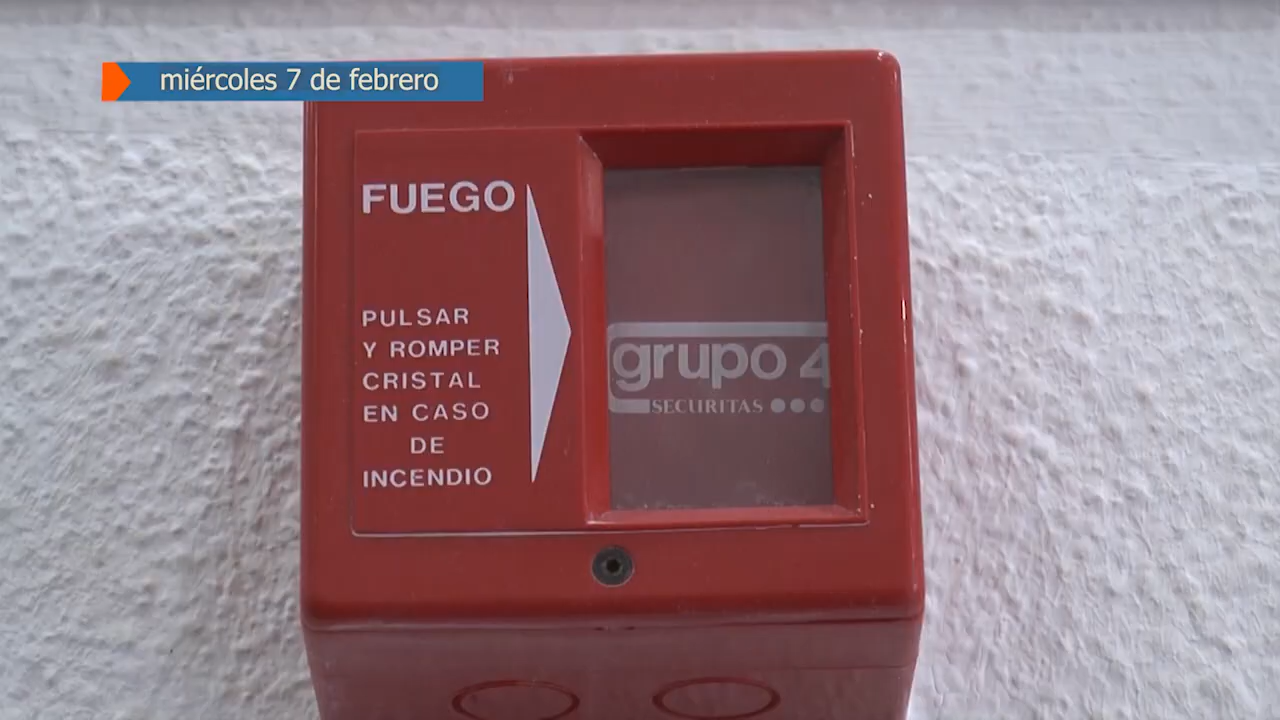 miércoles 7 de febrero
FUEGO
PULSAR
Y ROMPER
CRISTAL
EN CASO
DE
INCENDIO
grupo 4
SECURITAS